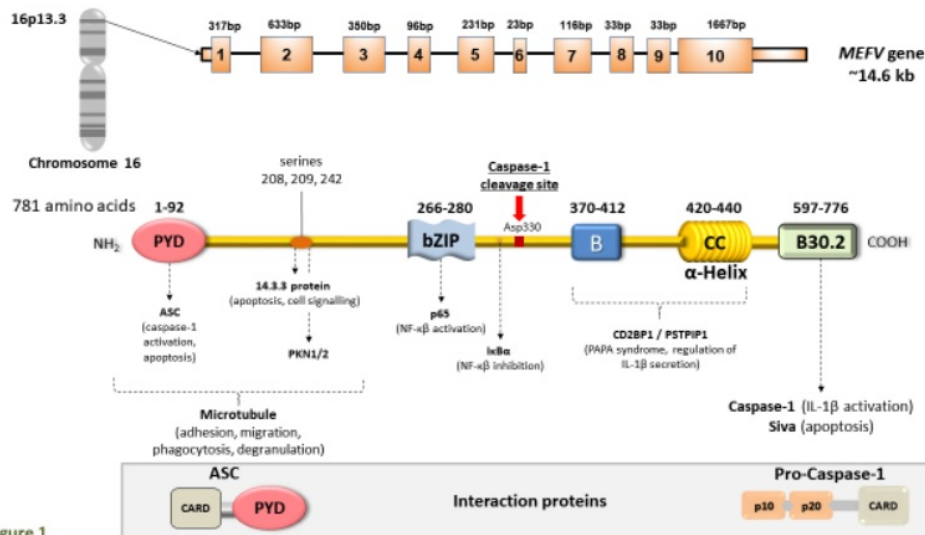 16p13.3
317bp 633bp 350bp 96bp 231bp 23bp 116bp 33bp 33bp 1667bp
1 2 3 4 5 6 7 8 9 10
MEFV gene
~14.6 kb
Chromosome 16
serines
208, 209, 242
Caspase-1
cleavage site
781 amino acids 1-92 266-280 Asp330 370-412 420-440 597-776
NH2 PYD bZIP B CC B30.2 COOH
α-Helix
ASC
(caspase-1
activation,
apoptosis)
14.3.3 protein
(apoptosis, cell signalling)
PKN1/2
p65
(NF-κβ activation)
IκBα
(NF-κβ inhibition)
CD2BP1 / PSTPIP1
(PAPA syndrome, regulation of
IL-1β secretion)
Microtubule
(adhesion, migration,
phagocytosis, degranulation)
Caspase-1 (IL-1β activation)
Siva (apoptosis)
ASC
CARD PYD
Interaction proteins
Pro-Caspase-1
p10 p20 CARD
gure 1